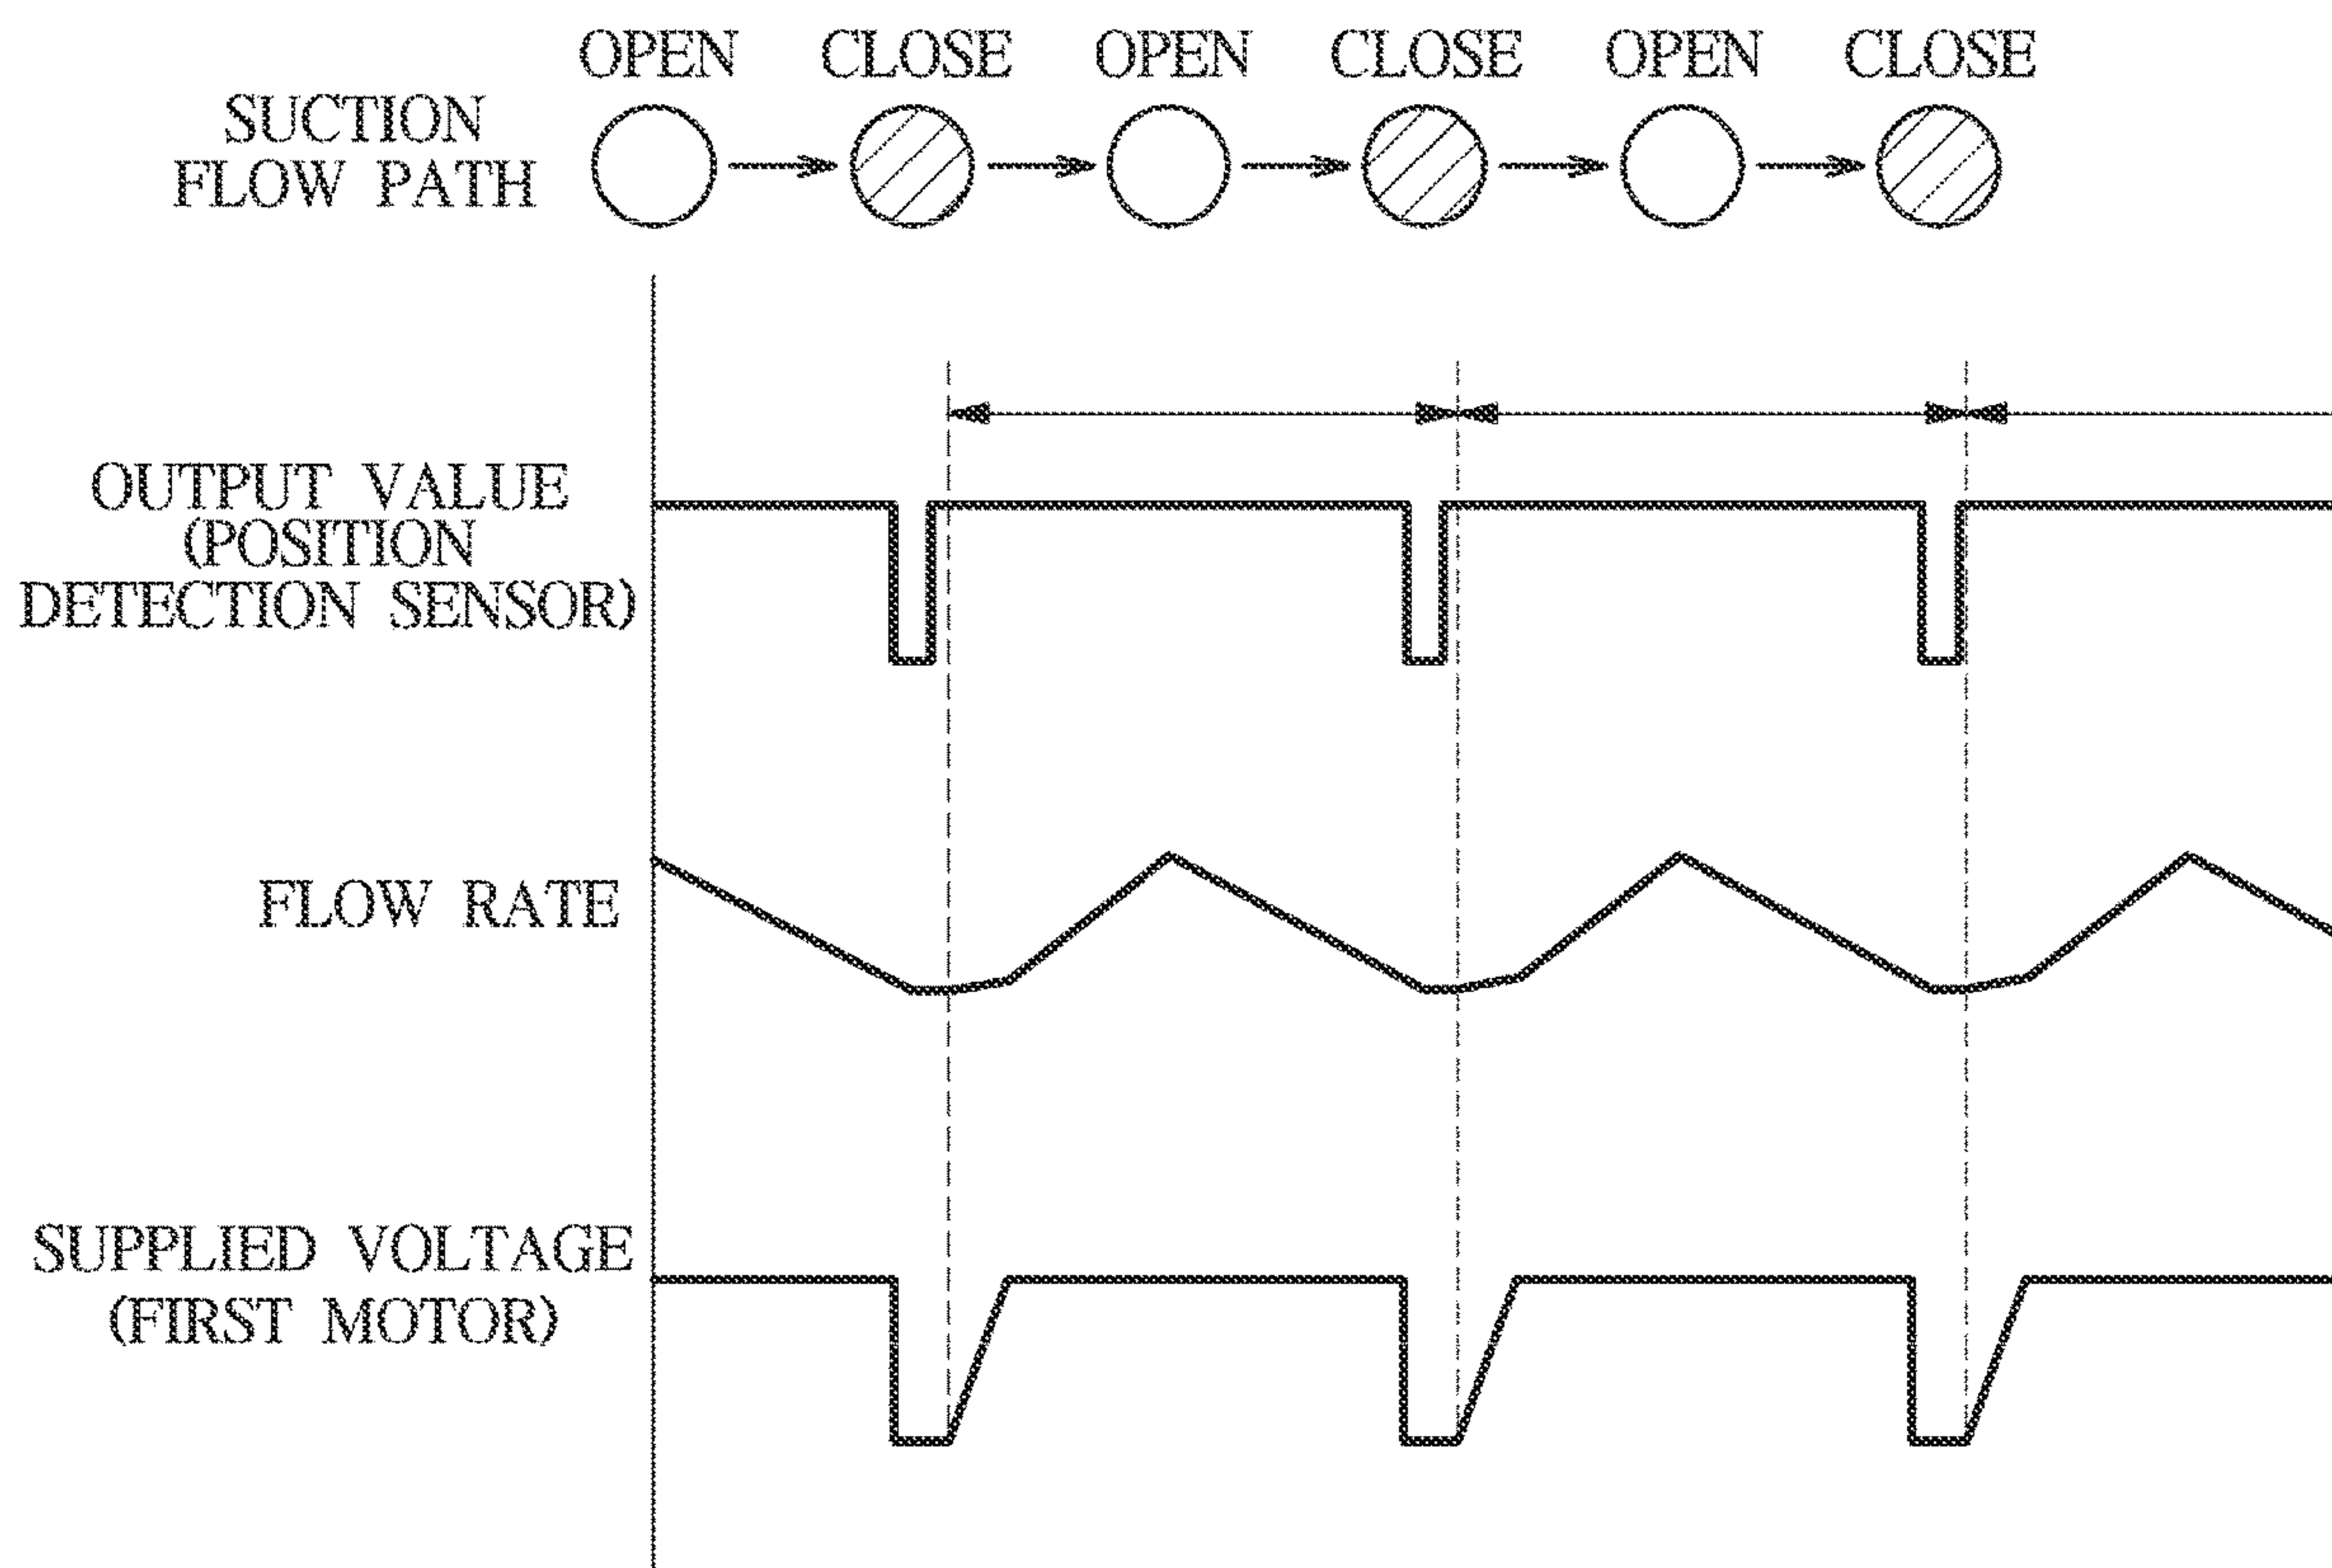 OPEN CLOSE OPEN CLOSE OPEN CLOSE
SUCTION
FLOW PATH
OUTPUT VALUE
(POSITION
DETECTION SENSOR)
FLOW RATE
SUPPLIED VOLTAGE
(FIRST MOTOR)